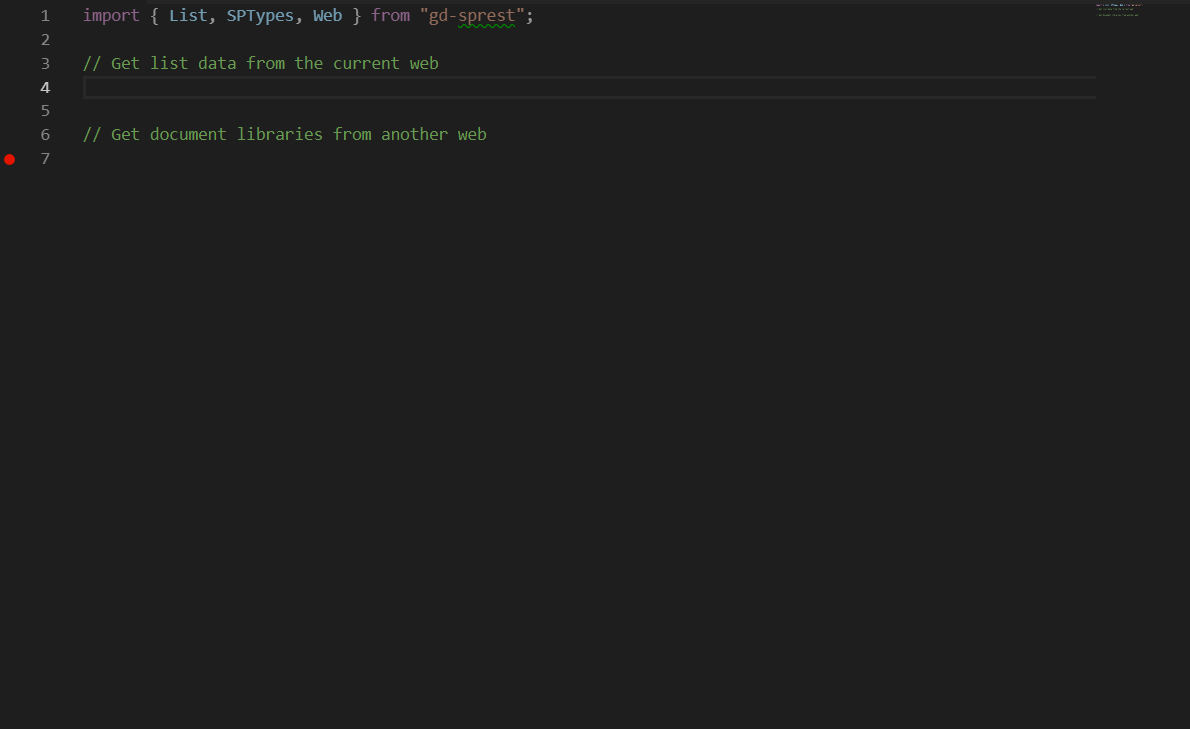 1 import { List, SPTypes, Web } from "gd-sprest";
2
3 // Get list data from the current web
4
5
6 // Get document libraries from another web
7